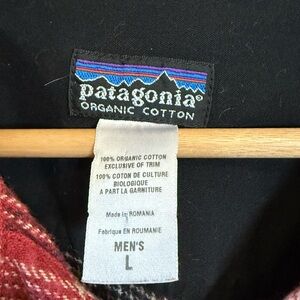 patagonia®
ORGANIC COTTON
100% ORGANIC COTTON
EXCLUSIVE OF TRIM
100% COTON DE CULTURE
BIOLOGIQUE
A PART LA GARNITURE
Made in ROMANIA
Fabriqué EN ROUMANIE
MEN'S
L